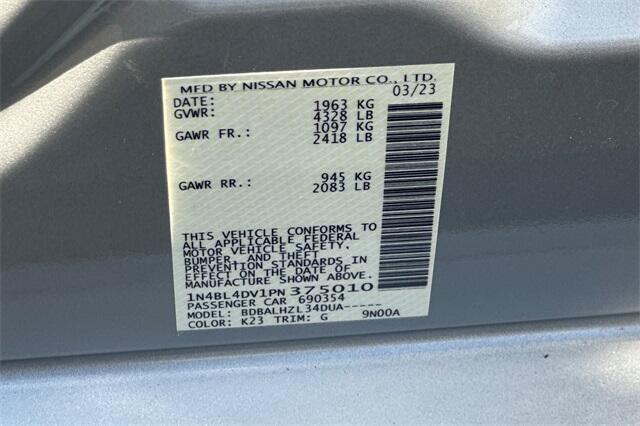 MFD BY NISSAN MOTOR CO., LTD.
DATE: 03/23
GVWR: 1963 KG
4328 LB
GAWR FR.: 1097 KG
2418 LB
GAWR RR.: 945 KG
2083 LB
THIS VEHICLE CONFORMS TO
ALL APPLICABLE FEDERAL
MOTOR VEHICLE SAFETY,
BUMPER, AND THEFT
PREVENTION STANDARDS IN
EFFECT ON THE DATE OF
MANUFACTURE SHOWN ABOVE.
1N4BL4DV1PN375010
PASSENGER CAR 690354
MODEL: BDBALHZL34DUA-----
COLOR: K23 TRIM: G 9N00A